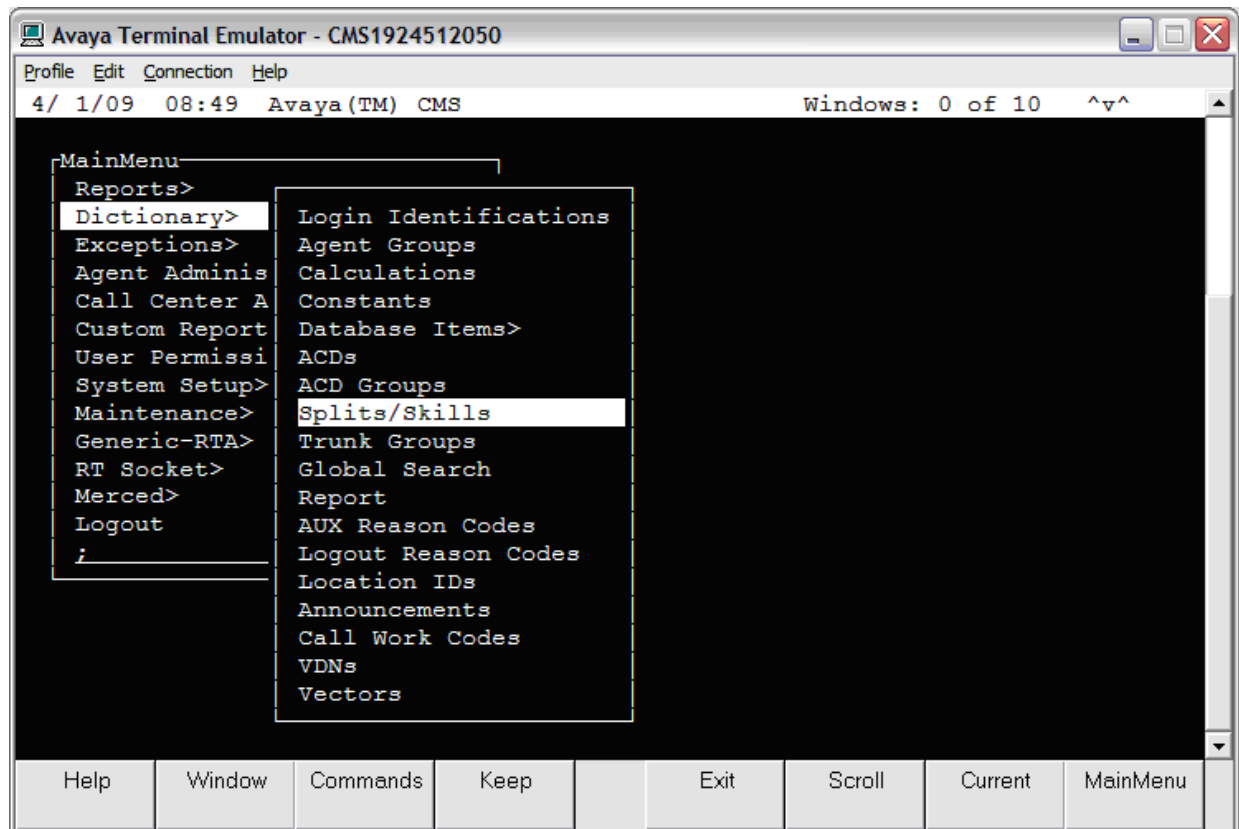 Avaya Terminal Emulator - CMS1924512050
Profile Edit Connection Help
4/ 1/09 08:49 Avaya(TM) CMS Windows: 0 of 10 ^v^
MainMenu
Reports>
Dictionary>
Exceptions>
Agent Adminis
Call Center A
Custom Report
User Permissi
System Setup>
Maintenance>
Generic-RTA>
RT Socket>
Merced>
Logout
;
Login Identifications
Agent Groups
Calculations
Constants
Database Items>
ACDs
ACD Groups
Splits/Skills
Trunk Groups
Global Search
Report
AUX Reason Codes
Logout Reason Codes
Location IDs
Announcements
Call Work Codes
VDNs
Vectors
Help Window Commands Keep Exit Scroll Current MainMenu